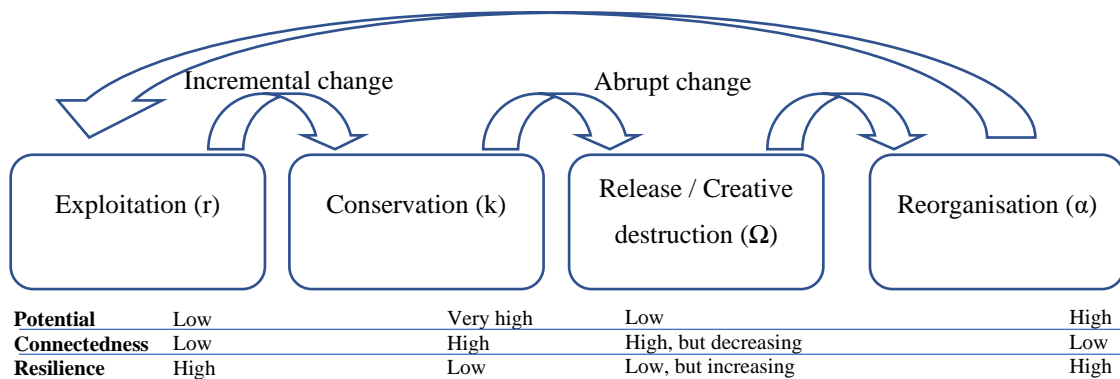 Incremental change
Abrupt change
Exploitation (r)
Conservation (k)
Release / Creative
destruction (Ω)
Reorganisation (α)
Potential Low Very high Low High
Connectedness Low High High, but decreasing Low
Resilience High Low Low, but increasing High